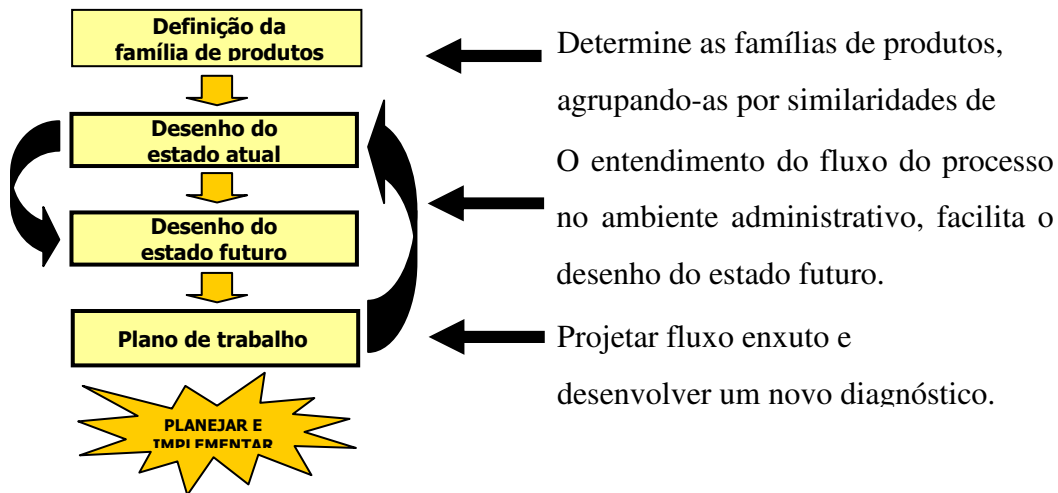 Definição da
família de produtos
Desenho do
estado atual
Desenho do
estado futuro
Plano de trabalho
PLANEJAR E
IMPLEMENTAR
Determine as famílias de produtos,
agrupando-as por similaridades de
O entendimento do fluxo do processo
no ambiente administrativo, facilita o
desenho do estado futuro.
Projetar fluxo enxuto e
desenvolver um novo diagnóstico.